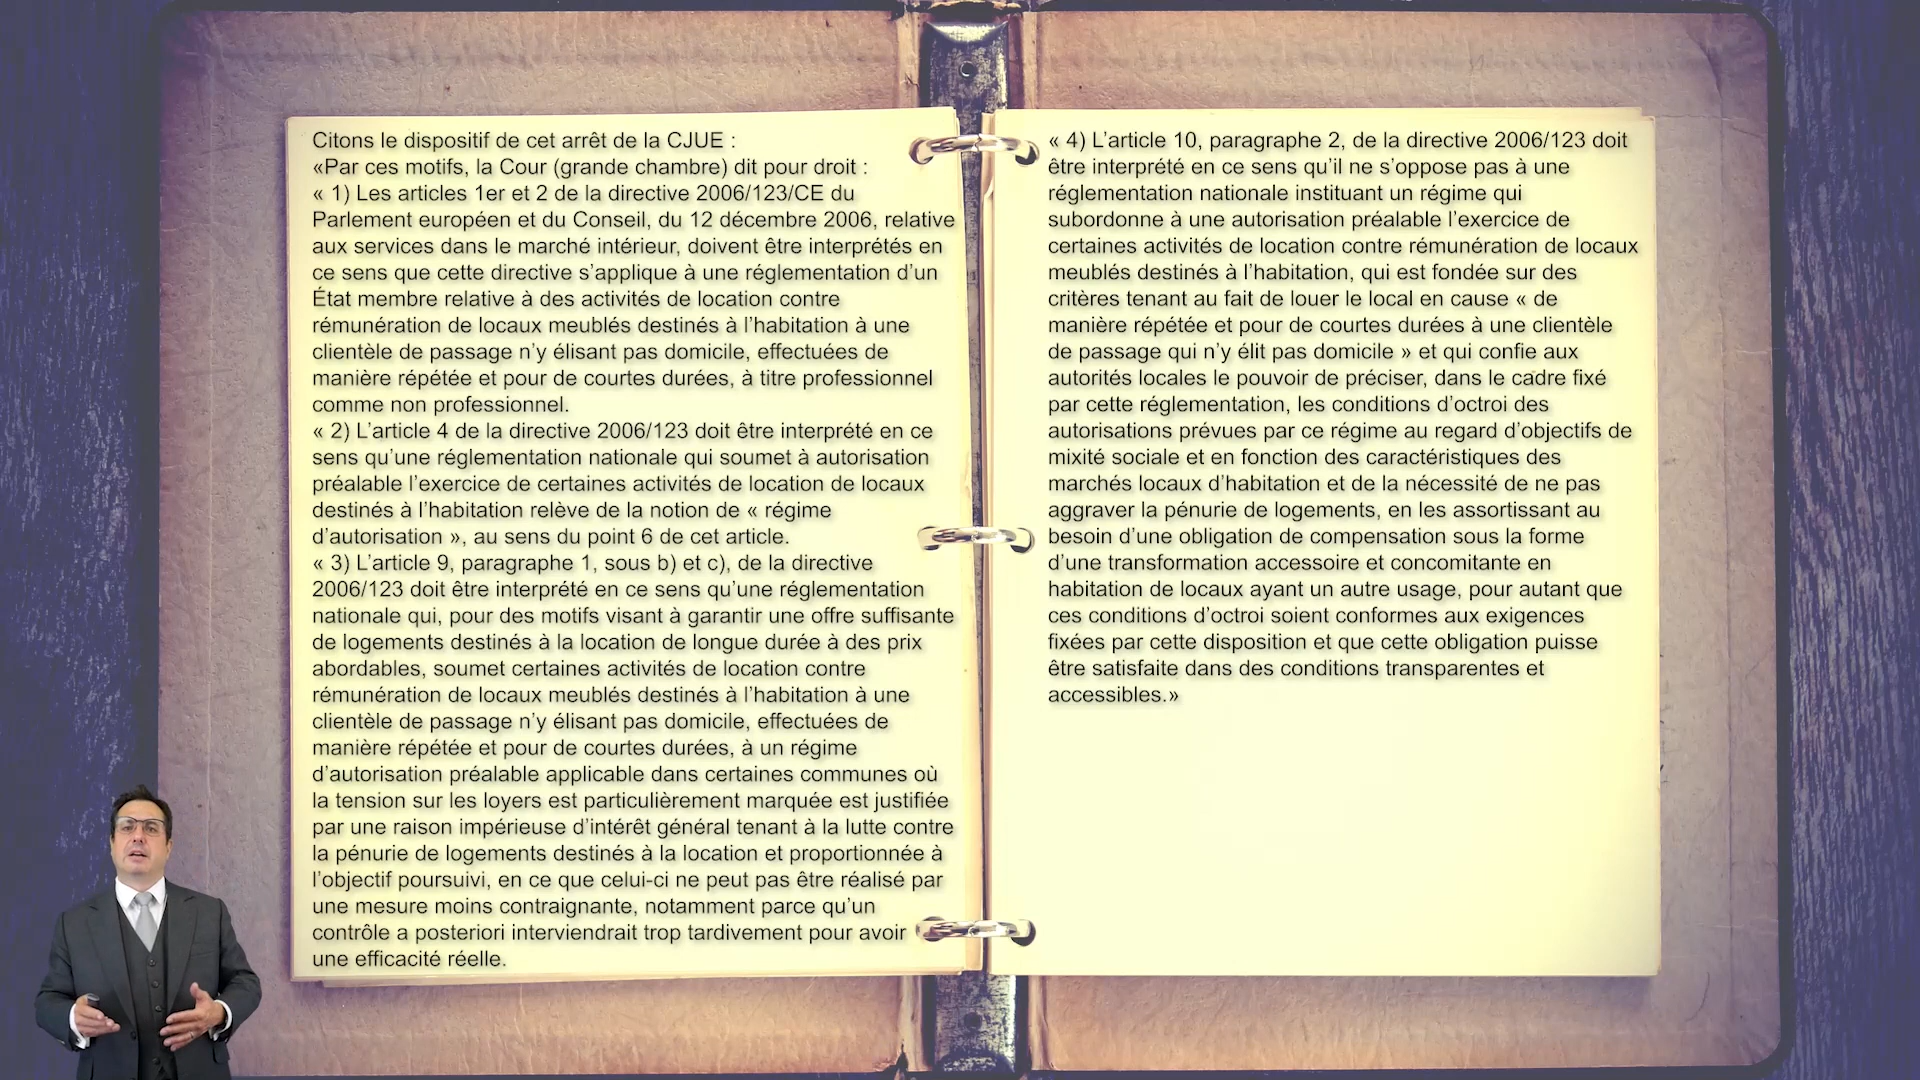 Citons le dispositif de cet arrêt de la CJUE :
«Par ces motifs, la Cour (grande chambre) dit pour droit :
« 1) Les articles 1er et 2 de la directive 2006/123/CE du
Parlement européen et du Conseil, du 12 décembre 2006, relative
aux services dans le marché intérieur, doivent être interprétés en
ce sens que cette directive s’applique à une réglementation d’un
État membre relative à des activités de location contre
rémunération de locaux meublés destinés à l’habitation à une
clientèle de passage n’y élisant pas domicile, effectuées de
manière répétée et pour de courtes durées, à titre professionnel
comme non professionnel.
« 2) L’article 4 de la directive 2006/123 doit être interprété en ce
sens qu’une réglementation nationale qui soumet à autorisation
préalable l’exercice de certaines activités de location de locaux
destinés à l’habitation relève de la notion de « régime
d’autorisation », au sens du point 6 de cet article.
« 3) L’article 9, paragraphe 1, sous b) et c), de la directive
2006/123 doit être interprété en ce sens qu’une réglementation
nationale qui, pour des motifs visant à garantir une offre suffisante
de logements destinés à la location de longue durée à des prix
abordables, soumet certaines activités de location contre
rémunération de locaux meublés destinés à l’habitation à une
clientèle de passage n’y élisant pas domicile, effectuées de
manière répétée et pour de courtes durées, à un régime
d’autorisation préalable applicable dans certaines communes où
la tension sur les loyers est particulièrement marquée est justifiée
par une raison impérieuse d’intérêt général tenant à la lutte contre
la pénurie de logements destinés à la location et proportionnée à
l’objectif poursuivi, en ce que celui-ci ne peut pas être réalisé par
une mesure moins contraignante, notamment parce qu’un
contrôle a posteriori interviendrait trop tardivement pour avoir
une efficacité réelle.
« 4) L’article 10, paragraphe 2, de la directive 2006/123 doit
être interprété en ce sens qu’il ne s’oppose pas à une
réglementation nationale instituant un régime qui
subordonne à une autorisation préalable l’exercice de
certaines activités de location contre rémunération de locaux
meublés destinés à l’habitation, qui est fondée sur des
critères tenant au fait de louer le local en cause « de
manière répétée et pour de courtes durées à une clientèle
de passage qui n’y élit pas domicile » et qui confie aux
autorités locales le pouvoir de préciser, dans le cadre fixé
par cette réglementation, les conditions d’octroi des
autorisations prévues par ce régime au regard d’objectifs de
mixité sociale et en fonction des caractéristiques des
marchés locaux d’habitation et de la nécessité de ne pas
aggraver la pénurie de logements, en les assortissant au
besoin d’une obligation de compensation sous la forme
d’une transformation accessoire et concomitante en
habitation de locaux ayant un autre usage, pour autant que
ces conditions d’octroi soient conformes aux exigences
fixées par cette disposition et que cette obligation puisse
être satisfaite dans des conditions transparentes et
accessibles.»